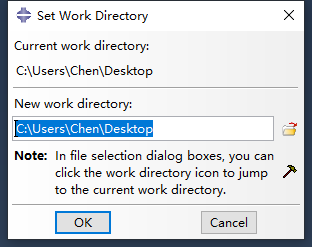 Set Work Directory
Current work directory:
C:\Users\Chen\Desktop
New work directory:
C:\Users\Chen\Desktop
Note: In file selection dialog boxes, you can
click the work directory icon to jump
to the current work directory.
OK Cancel